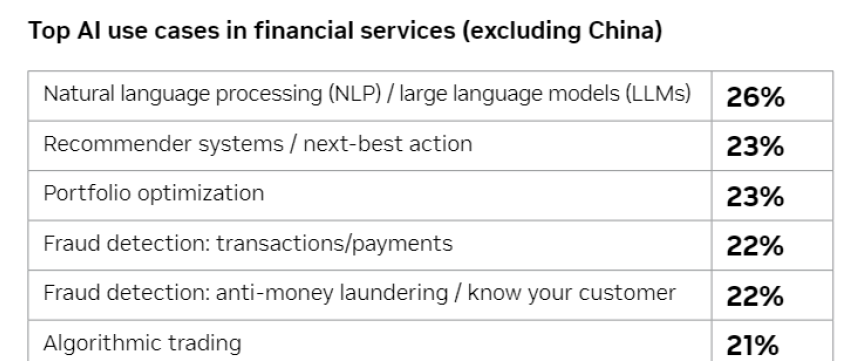 Top AI use cases in financial services (excluding China)
Natural language processing (NLP) / large language models (LLMs) 26%
Recommender systems / next-best action 23%
Portfolio optimization 23%
Fraud detection: transactions/payments 22%
Fraud detection: anti-money laundering / know your customer 22%
Algorithmic trading 21%